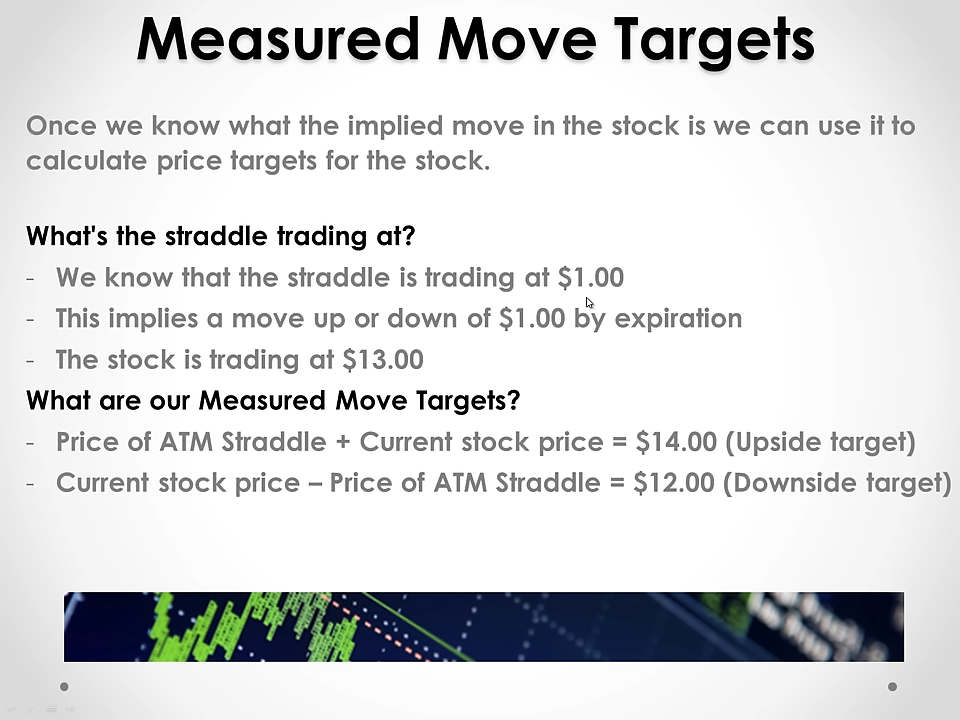 Measured Move Targets
Once we know what the implied move in the stock is we can use it to
calculate price targets for the stock.
What's the straddle trading at?
- We know that the straddle is trading at $1.00
- This implies a move up or down of $1.00 by expiration
- The stock is trading at $13.00
What are our Measured Move Targets?
- Price of ATM Straddle + Current stock price = $14.00 (Upside target)
- Current stock price – Price of ATM Straddle = $12.00 (Downside target)